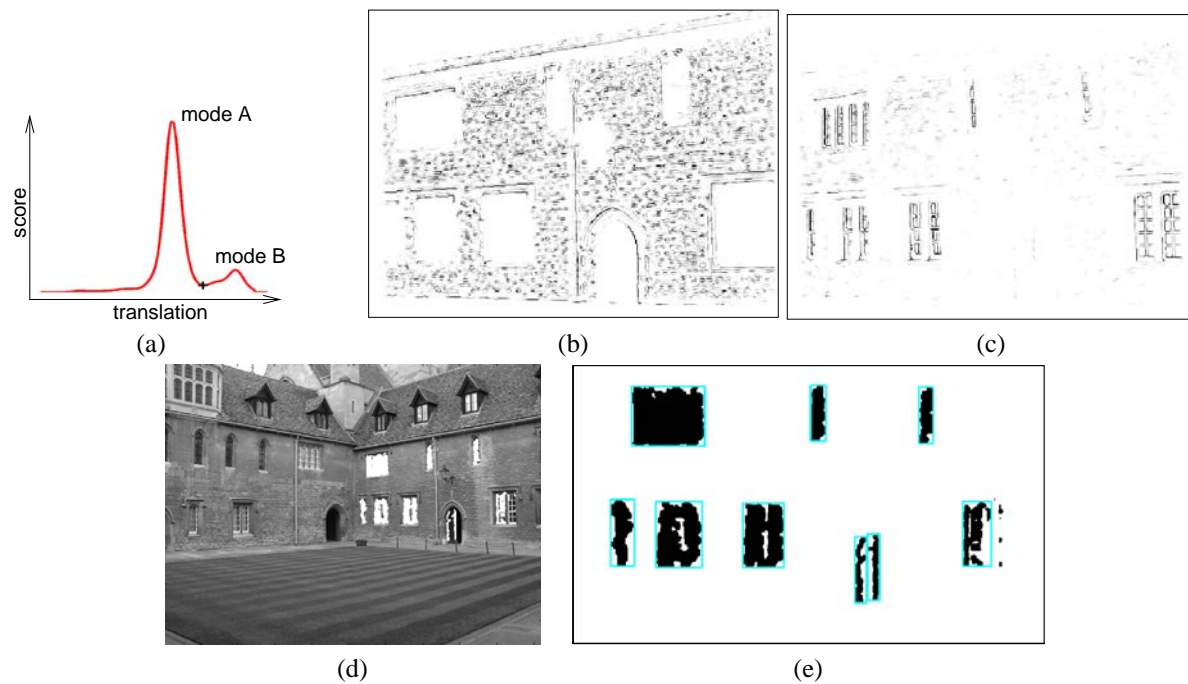 mode A
score
mode B
translation
(a)
(b)
(c)
(d)
(e)